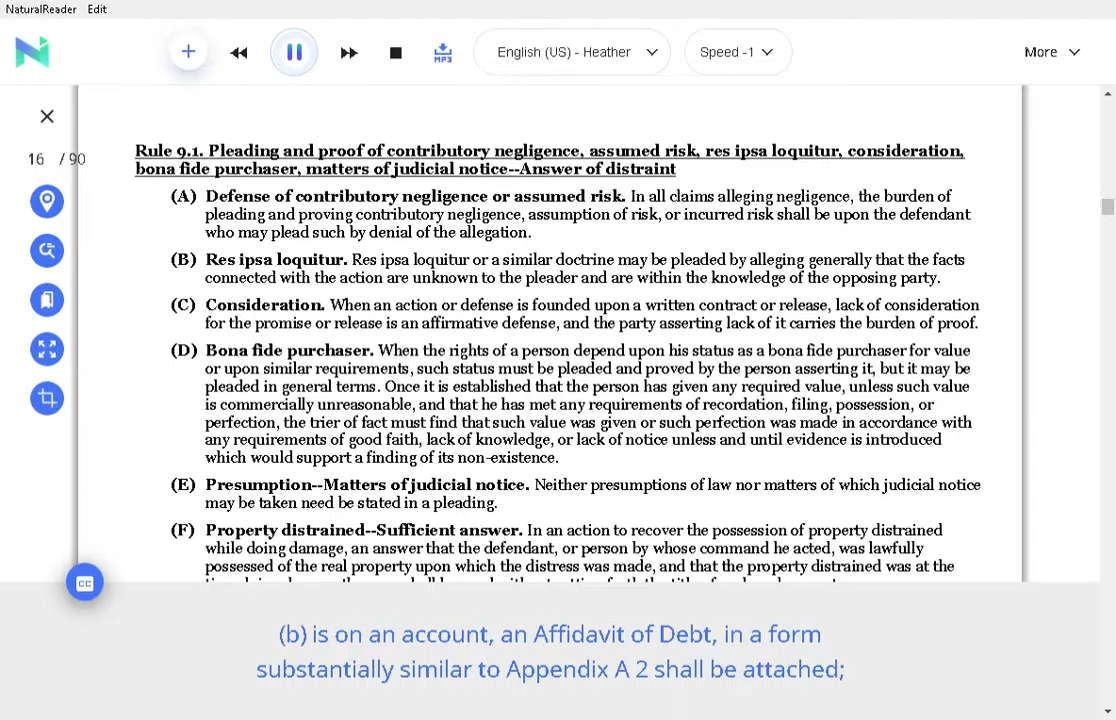 NaturalReader Edit
MP3
English (US) - Heather
Speed -1
More
16 / 90
Rule 9.1. Pleading and proof of contributory negligence, assumed risk, res ipsa loquitur, consideration,
bona fide purchaser, matters of judicial notice--Answer of distraint
(A) Defense of contributory negligence or assumed risk. In all claims alleging negligence, the burden of
pleading and proving contributory negligence, assumption of risk, or incurred risk shall be upon the defendant
who may plead such by denial of the allegation.
(B) Res ipsa loquitur. Res ipsa loquitur or a similar doctrine may be pleaded by alleging generally that the facts
connected with the action are unknown to the pleader and are within the knowledge of the opposing party.
(C) Consideration. When an action or defense is founded upon a written contract or release, lack of consideration
for the promise or release is an affirmative defense, and the party asserting lack of it carries the burden of proof.
(D) Bona fide purchaser. When the rights of a person depend upon his status as a bona fide purchaser for value
or upon similar requirements, such status must be pleaded and proved by the person asserting it, but it may be
pleaded in general terms. Once it is established that the person has given any required value, unless such value
is commercially unreasonable, and that he has met any requirements of recordation, filing, possession, or
perfection, the trier of fact must find that such value was given or such perfection was made in accordance with
any requirements of good faith, lack of knowledge, or lack of notice unless and until evidence is introduced
which would support a finding of its non-existence.
(E) Presumption--Matters of judicial notice. Neither presumptions of law nor matters of which judicial notice
may be taken need be stated in a pleading.
(F) Property distrained--Sufficient answer. In an action to recover the possession of property distrained
while doing damage, an answer that the defendant, or person by whose command he acted, was lawfully
possessed of the real property upon which the distress was made, and that the property distrained was at the
CC
(b) is on an account, an Affidavit of Debt, in a form
substantially similar to Appendix A 2 shall be attached;